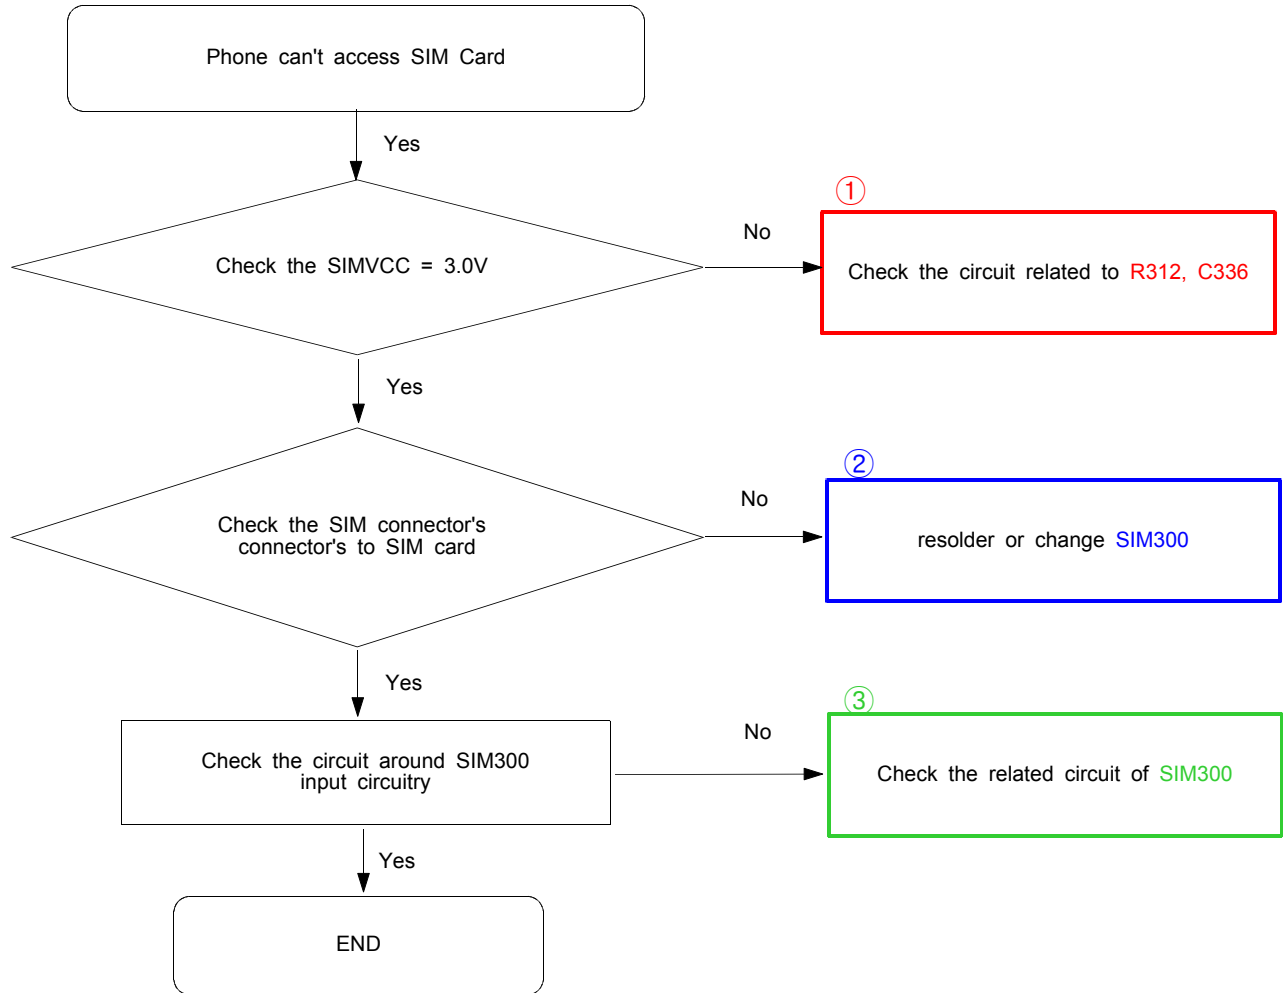 Phone can't access SIM Card
Yes
①
No
Check the SIMVCC = 3.0V
Check the circuit related to R312, C336
Yes
②
No
Check the SIM connector's
connector's to SIM card
resolder or change SIM300
Yes
③
No
Check the circuit around SIM300
input circuitry
Check the related circuit of SIM300
Yes
END